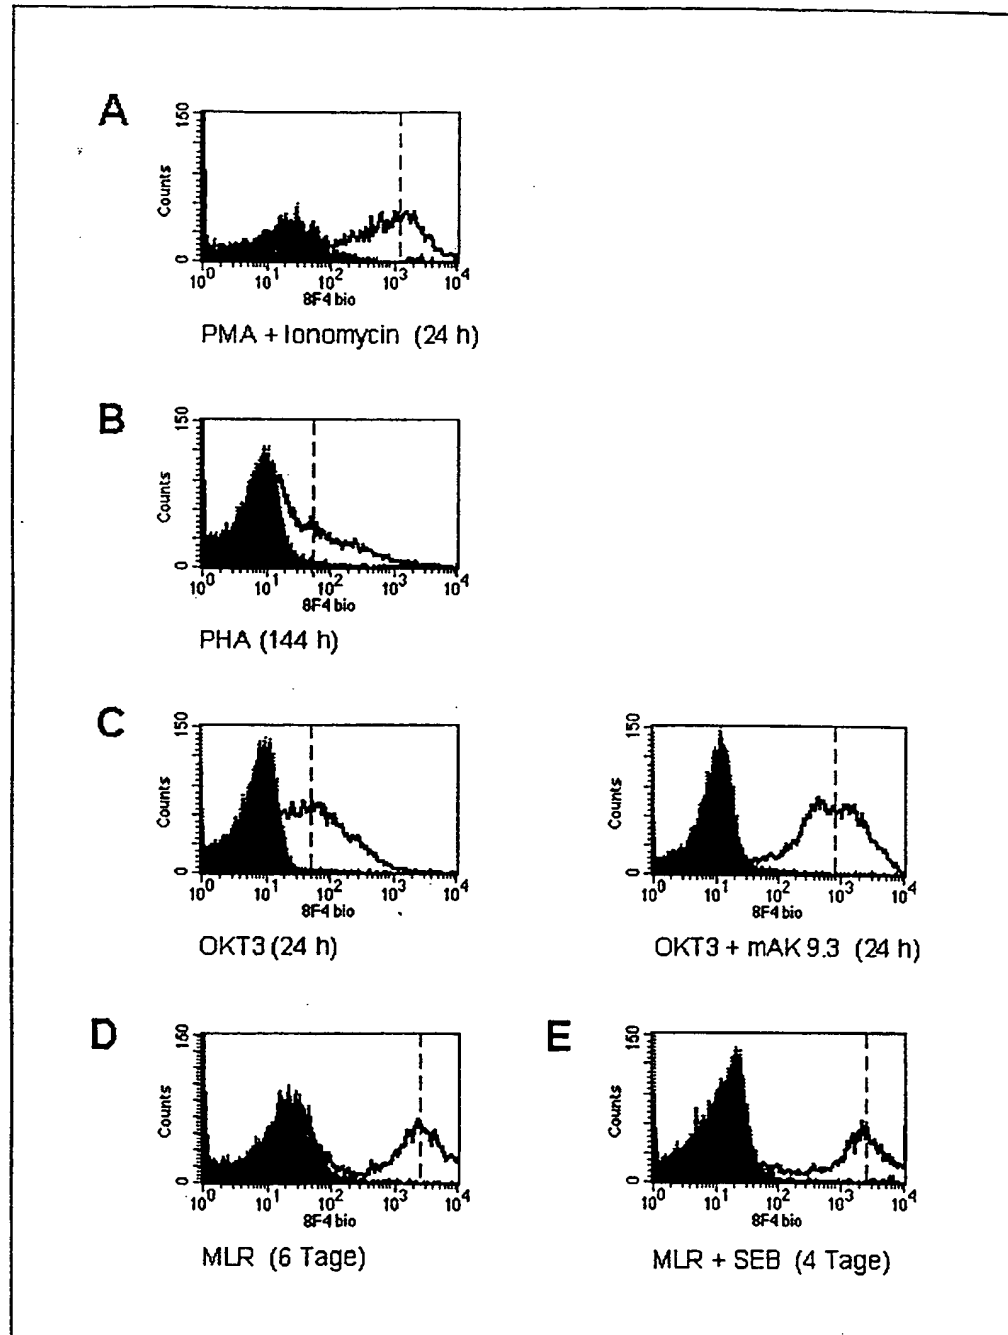 A
150
Counts
0
10^0 10^1 10^2 10^3 10^4
8F4 bio
PMA + Ionomycin (24 h)
B
150
Counts
0
10^0 10^1 10^2 10^3 10^4
8F4 bio
PHA (144 h)
C
150
Counts
0
10^0 10^1 10^2 10^3 10^4
8F4 bio
OKT3 (24 h)
150
Counts
0
10^0 10^1 10^2 10^3 10^4
8F4 bio
OKT3 + mAK 9.3 (24 h)
D
150
Counts
0
10^0 10^1 10^2 10^3 10^4
8F4 bio
MLR (6 Tage)
E
150
Counts
0
10^0 10^1 10^2 10^3 10^4
8F4 bio
MLR + SEB (4 Tage)